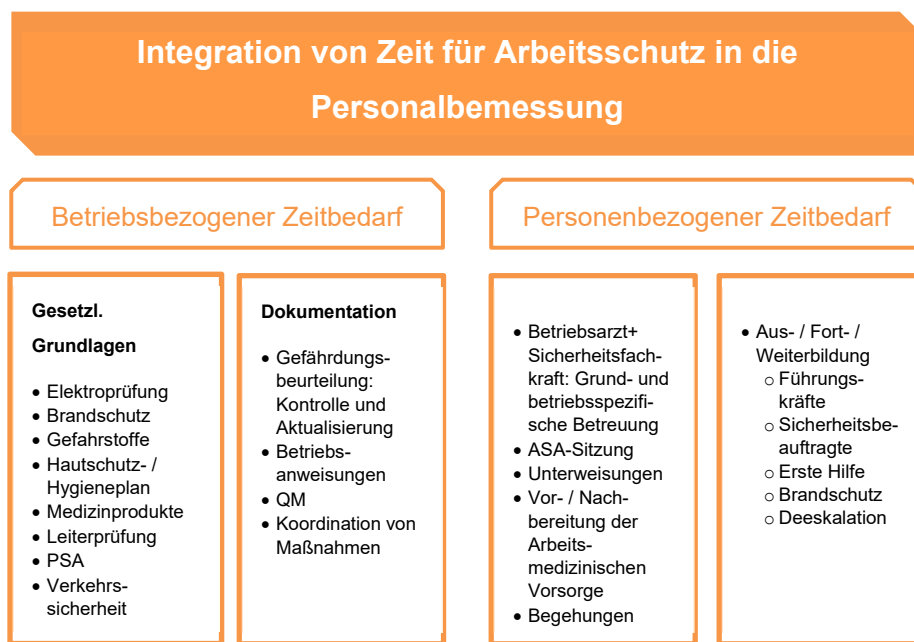 Integration von Zeit für Arbeitsschutz in die
Personalbemessung
Betriebsbezogener Zeitbedarf
Personenbezogener Zeitbedarf
Gesetzl.
Grundlagen
• Elektroprüfung
• Brandschutz
• Gefahrstoffe
• Hautschutz- /
Hygieneplan
• Medizinprodukte
• Leiterprüfung
• PSA
• Verkehrs-
sicherheit
Dokumentation
• Gefährdungs-
beurteilung:
Kontrolle und
Aktualisierung
• Betriebs-
anweisungen
• QM
• Koordination von
Maßnahmen
• Betriebsarzt+
Sicherheitsfach-
kraft: Grund- und
betriebsspezifi-
sche Betreuung
• ASA-Sitzung
• Unterweisungen
• Vor- / Nach-
bereitung der
Arbeits-
medizinischen
Vorsorge
• Begehungen
• Aus- / Fort- /
Weiterbildung
○ Führungs-
kräfte
○ Sicherheitsbe-
auftragte
○ Erste Hilfe
○ Brandschutz
○ Deeskalation